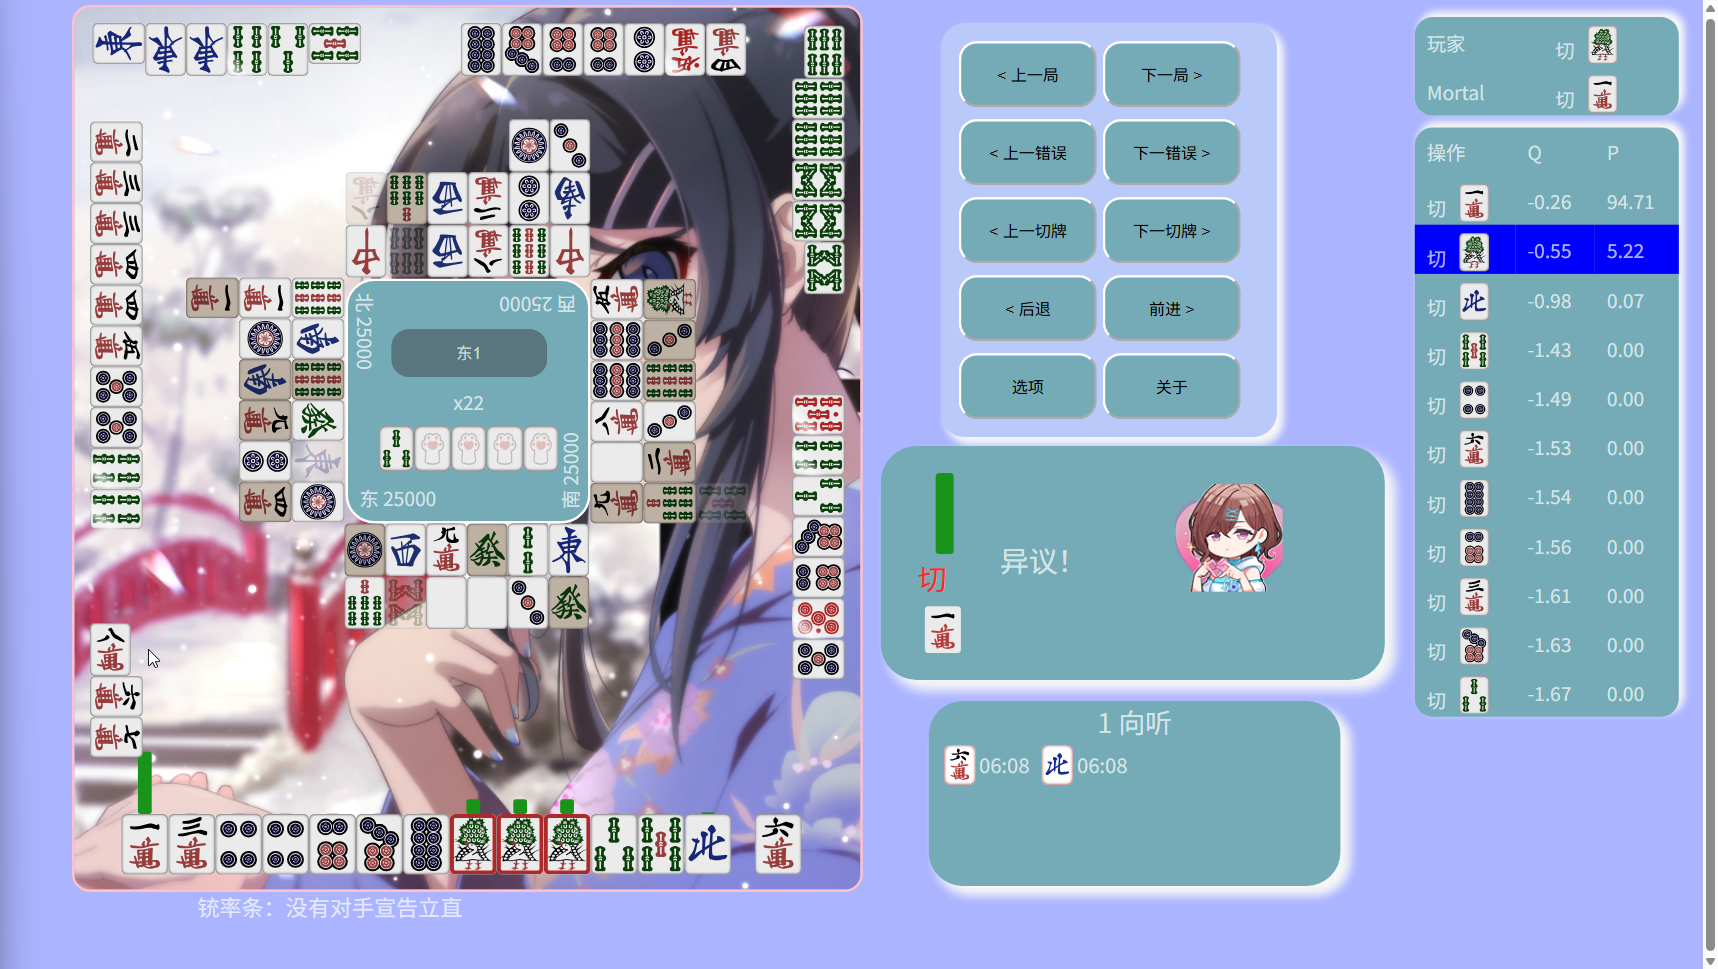 北 25000
西 25000
东1
x22
东 25000
南 25000
铳率条：没有对手宣告立直
< 上一局
下一局 >
< 上一错误
下一错误 >
< 上一切牌
下一切牌 >
< 后退
前进 >
选项
关于
切
异议！
1 向听
06:08
06:08
玩家 切
Mortal 切
操作 Q P
切 -0.26 94.71
切 -0.55 5.22
切 -0.98 0.07
切 -1.43 0.00
切 -1.49 0.00
切 -1.53 0.00
切 -1.54 0.00
切 -1.56 0.00
切 -1.61 0.00
切 -1.63 0.00
切 -1.67 0.00